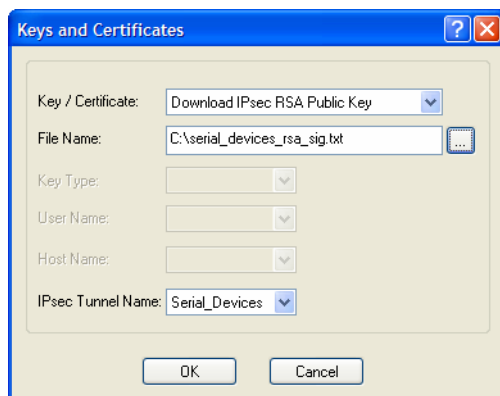 Keys and Certificates
Key / Certificate: Download IPsec RSA Public Key
File Name: C:\serial_devices_rsa_sig.txt ...
Key Type:
User Name:
Host Name:
IPsec Tunnel Name: Serial_Devices
OK Cancel